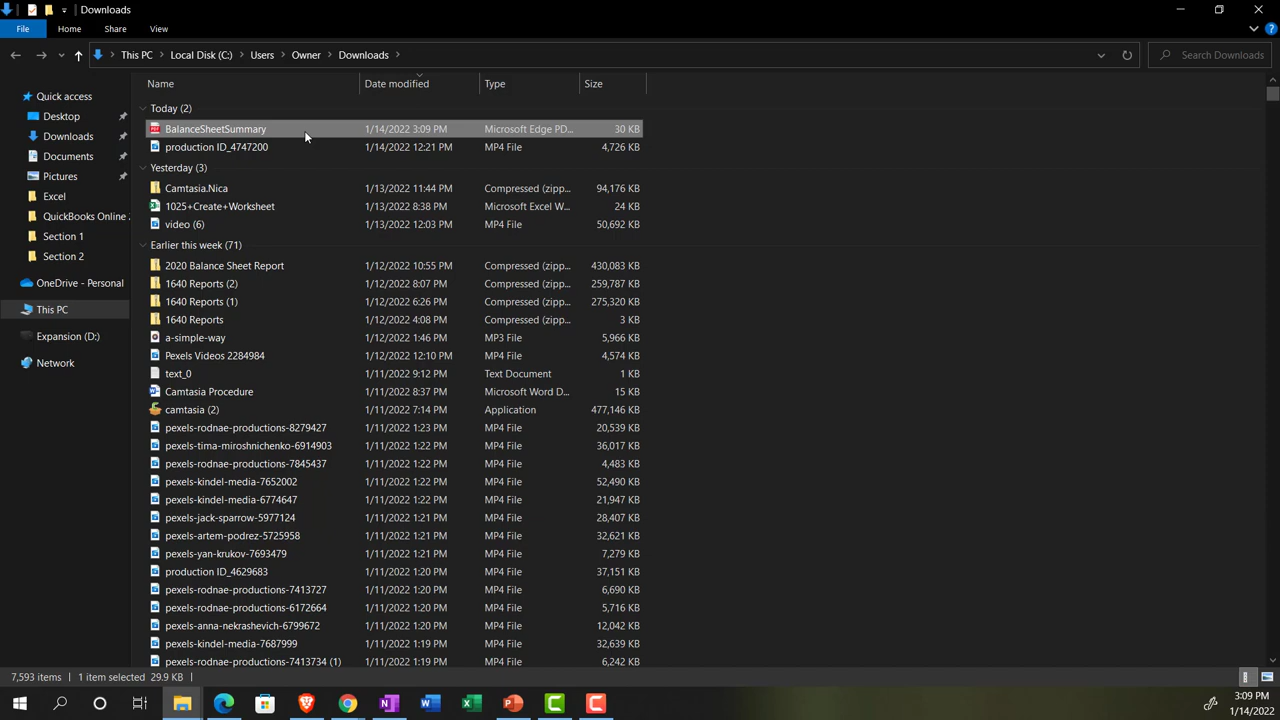 Downloads
File Home Share View
This PC Local Disk (C:) Users Owner Downloads
Search Downloads
Quick access
Desktop
Downloads
Documents
Pictures
Excel
QuickBooks Online
Section 1
Section 2
OneDrive - Personal
This PC
Expansion (D:)
Network
Name Date modified Type Size
Today (2)
BalanceSheetSummary 1/14/2022 3:09 PM Microsoft Edge PD... 30 KB
production ID_4747200 1/14/2022 12:21 PM MP4 File 4,726 KB
Yesterday (3)
Camtasia.Nica 1/13/2022 11:44 PM Compressed (zipp... 94,176 KB
1025+Create+Worksheet 1/13/2022 8:38 PM Microsoft Excel W... 24 KB
video (6) 1/13/2022 12:03 PM MP4 File 50,692 KB
Earlier this week (71)
2020 Balance Sheet Report 1/12/2022 10:55 PM Compressed (zipp... 430,083 KB
1640 Reports (2) 1/12/2022 8:07 PM Compressed (zipp... 259,787 KB
1640 Reports (1) 1/12/2022 6:26 PM Compressed (zipp... 275,320 KB
1640 Reports 1/12/2022 4:08 PM Compressed (zipp... 3 KB
a-simple-way 1/12/2022 1:46 PM MP3 File 5,966 KB
Pexels Videos 2284984 1/12/2022 12:10 PM MP4 File 4,574 KB
text_0 1/11/2022 9:12 PM Text Document 1 KB
Camtasia Procedure 1/11/2022 8:37 PM Microsoft Word D... 15 KB
camtasia (2) 1/11/2022 7:14 PM Application 477,146 KB
pexels-rodnae-productions-8279427 1/11/2022 1:23 PM MP4 File 20,539 KB
pexels-tima-miroshnichenko-6914903 1/11/2022 1:22 PM MP4 File 36,017 KB
pexels-rodnae-productions-7845437 1/11/2022 1:22 PM MP4 File 4,483 KB
pexels-kindel-media-7652002 1/11/2022 1:22 PM MP4 File 52,490 KB
pexels-kindel-media-6774647 1/11/2022 1:22 PM MP4 File 21,947 KB
pexels-jack-sparrow-5977124 1/11/2022 1:21 PM MP4 File 28,407 KB
pexels-artem-podrez-5725958 1/11/2022 1:21 PM MP4 File 32,621 KB
pexels-yan-krukov-7693479 1/11/2022 1:21 PM MP4 File 7,279 KB
production ID_4629683 1/11/2022 1:20 PM MP4 File 37,151 KB
pexels-rodnae-productions-7413727 1/11/2022 1:20 PM MP4 File 6,690 KB
pexels-rodnae-productions-6172664 1/11/2022 1:20 PM MP4 File 5,716 KB
pexels-anna-nekrashevich-6799672 1/11/2022 1:20 PM MP4 File 12,042 KB
pexels-kindel-media-7687999 1/11/2022 1:19 PM MP4 File 32,639 KB
pexels-rodnae-productions-7413734 (1) 1/11/2022 1:19 PM MP4 File 6,242 KB
7,593 items 1 item selected 29.9 KB
3:09 PM
1/14/2022